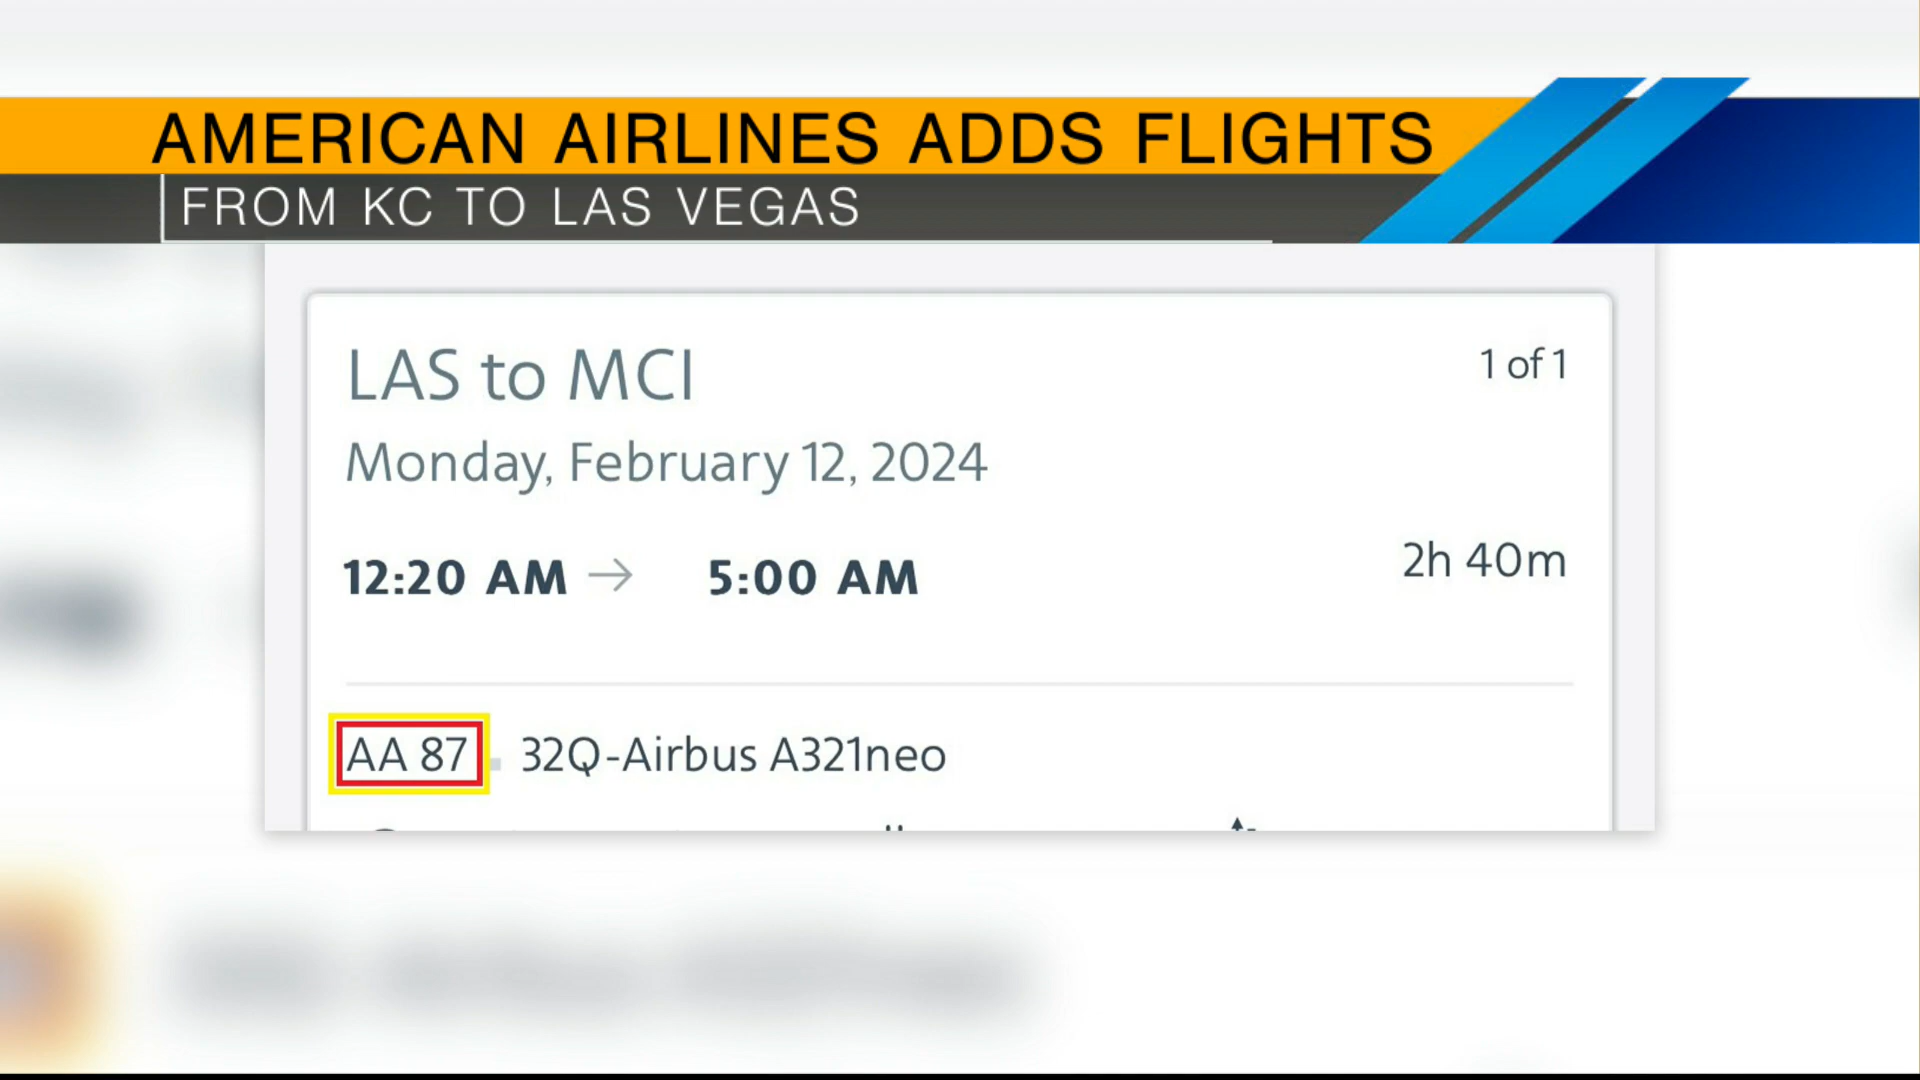 AMERICAN AIRLINES ADDS FLIGHTS
FROM KC TO LAS VEGAS
LAS to MCI
1 of 1
Monday, February 12, 2024
12:20 AM → 5:00 AM
2h 40m
AA 87 32Q-Airbus A321neo